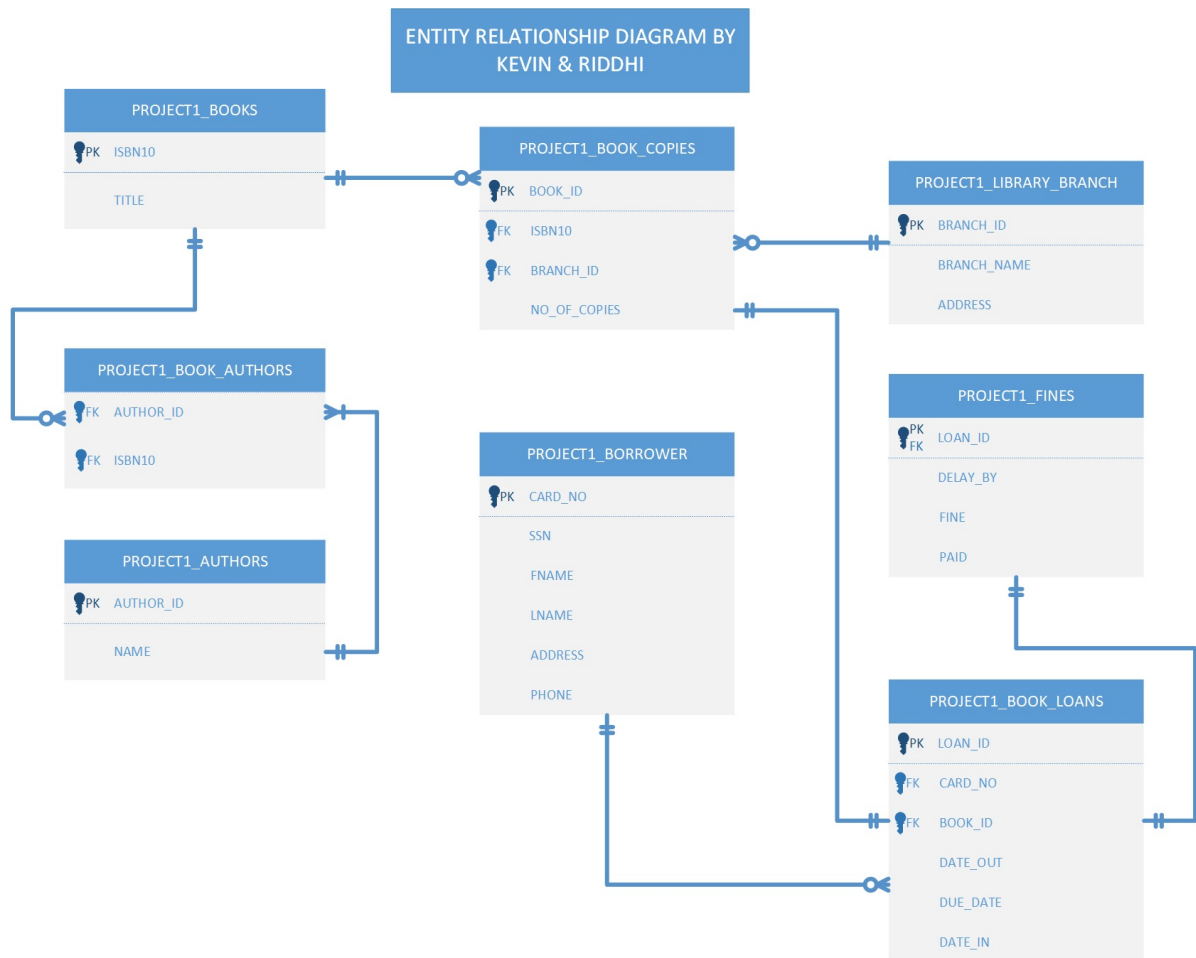 ENTITY RELATIONSHIP DIAGRAM BY
KEVIN & RIDDHI
PROJECT1_BOOKS
PK ISBN10
TITLE
PROJECT1_BOOK_COPIES
PK BOOK_ID
FK ISBN10
FK BRANCH_ID
NO_OF_COPIES
PROJECT1_LIBRARY_BRANCH
PK BRANCH_ID
BRANCH_NAME
ADDRESS
PROJECT1_BOOK_AUTHORS
FK AUTHOR_ID
FK ISBN10
PROJECT1_AUTHORS
PK AUTHOR_ID
NAME
PROJECT1_BORROWER
PK CARD_NO
SSN
FNAME
LNAME
ADDRESS
PHONE
PROJECT1_FINES
PK
FK LOAN_ID
DELAY_BY
FINE
PAID
PROJECT1_BOOK_LOANS
PK LOAN_ID
FK CARD_NO
FK BOOK_ID
DATE_OUT
DUE_DATE
DATE_IN